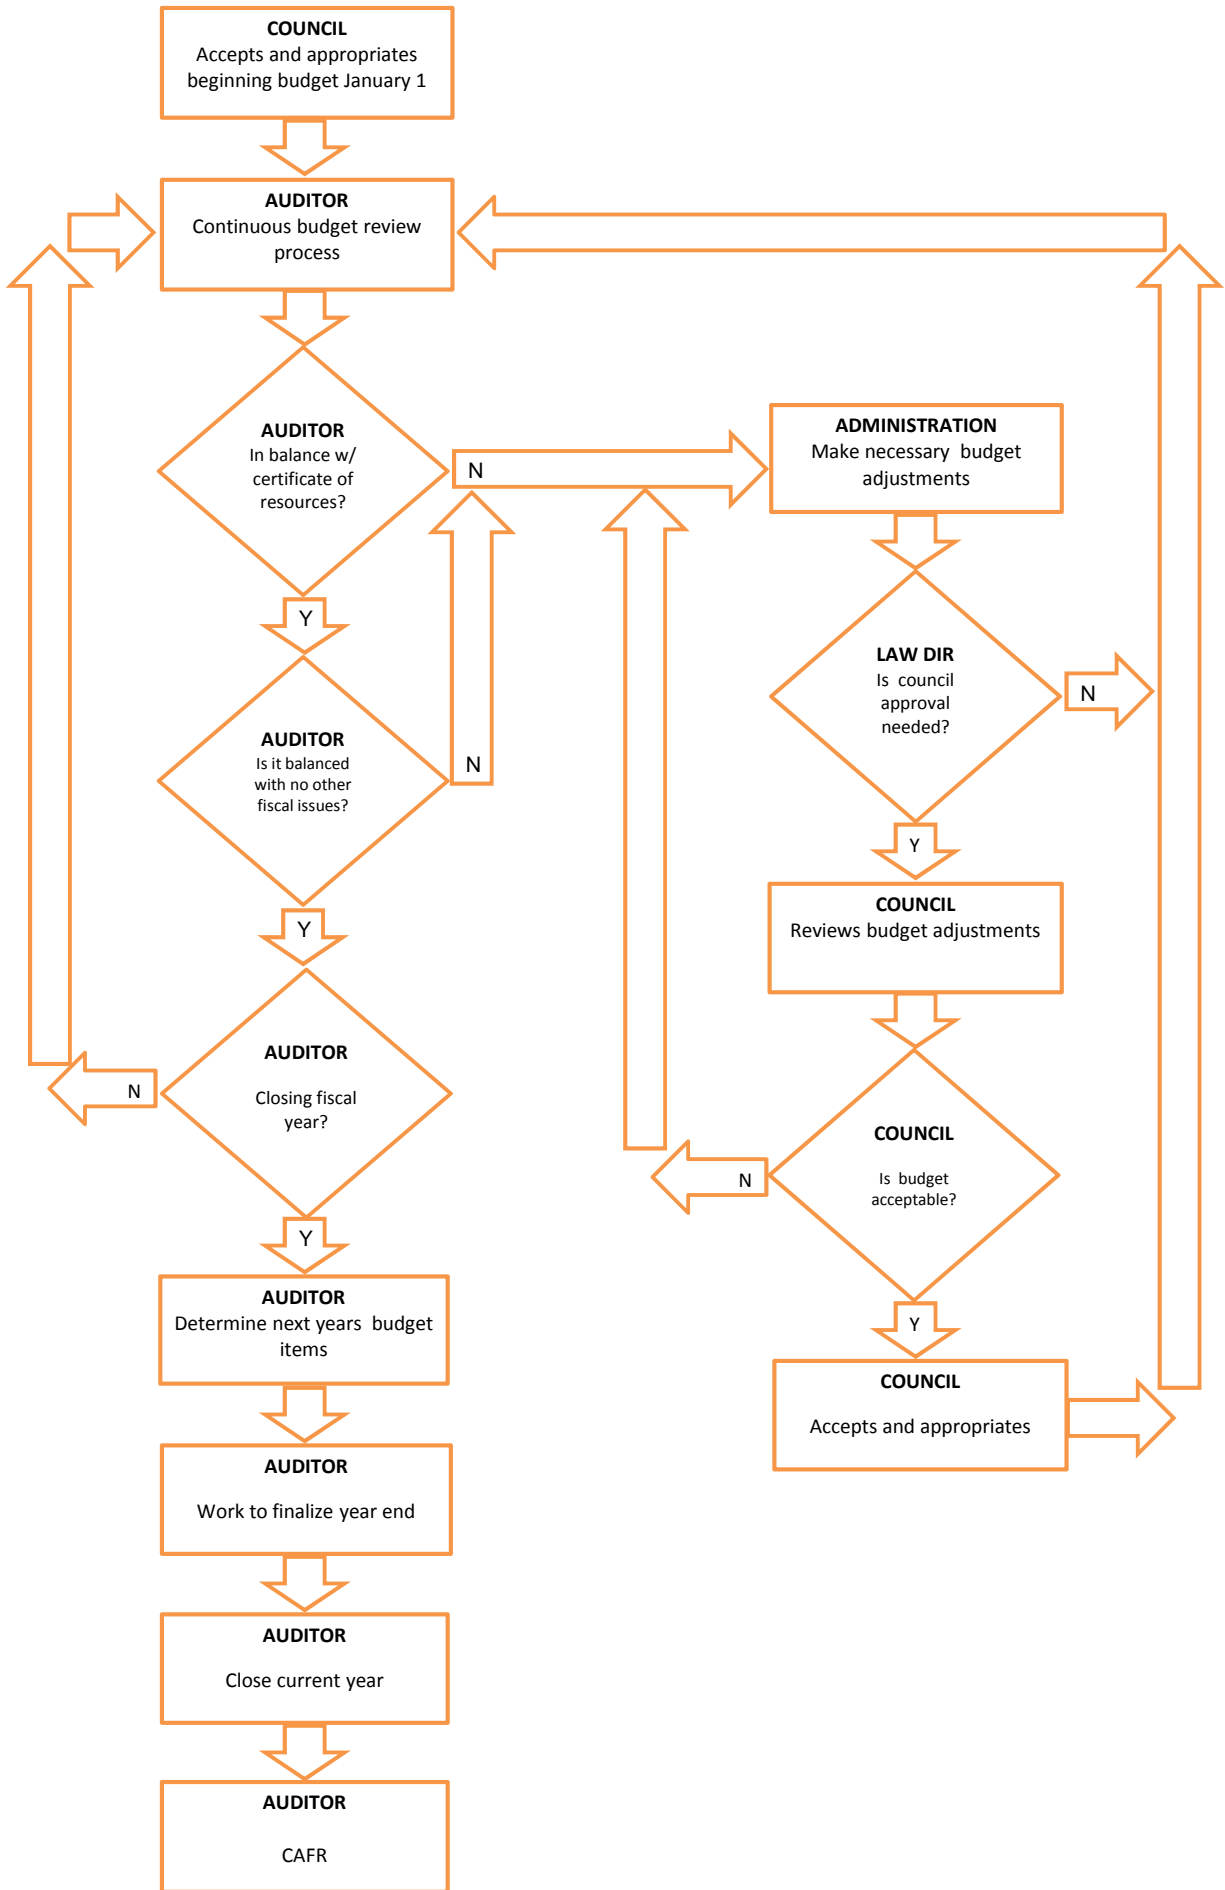 COUNCIL
Accepts and appropriates
beginning budget January 1
AUDITOR
Continuous budget review
process
AUDITOR
In balance w/
certificate of
resources?
N
Y
AUDITOR
Is it balanced
with no other
fiscal issues?
N
Y
AUDITOR
Closing fiscal
year?
N
Y
AUDITOR
Determine next years budget
items
AUDITOR
Work to finalize year end
AUDITOR
Close current year
AUDITOR
CAFR
ADMINISTRATION
Make necessary budget
adjustments
LAW DIR
Is council
approval
needed?
N
Y
COUNCIL
Reviews budget adjustments
COUNCIL
Is budget
acceptable?
N
Y
COUNCIL
Accepts and appropriates